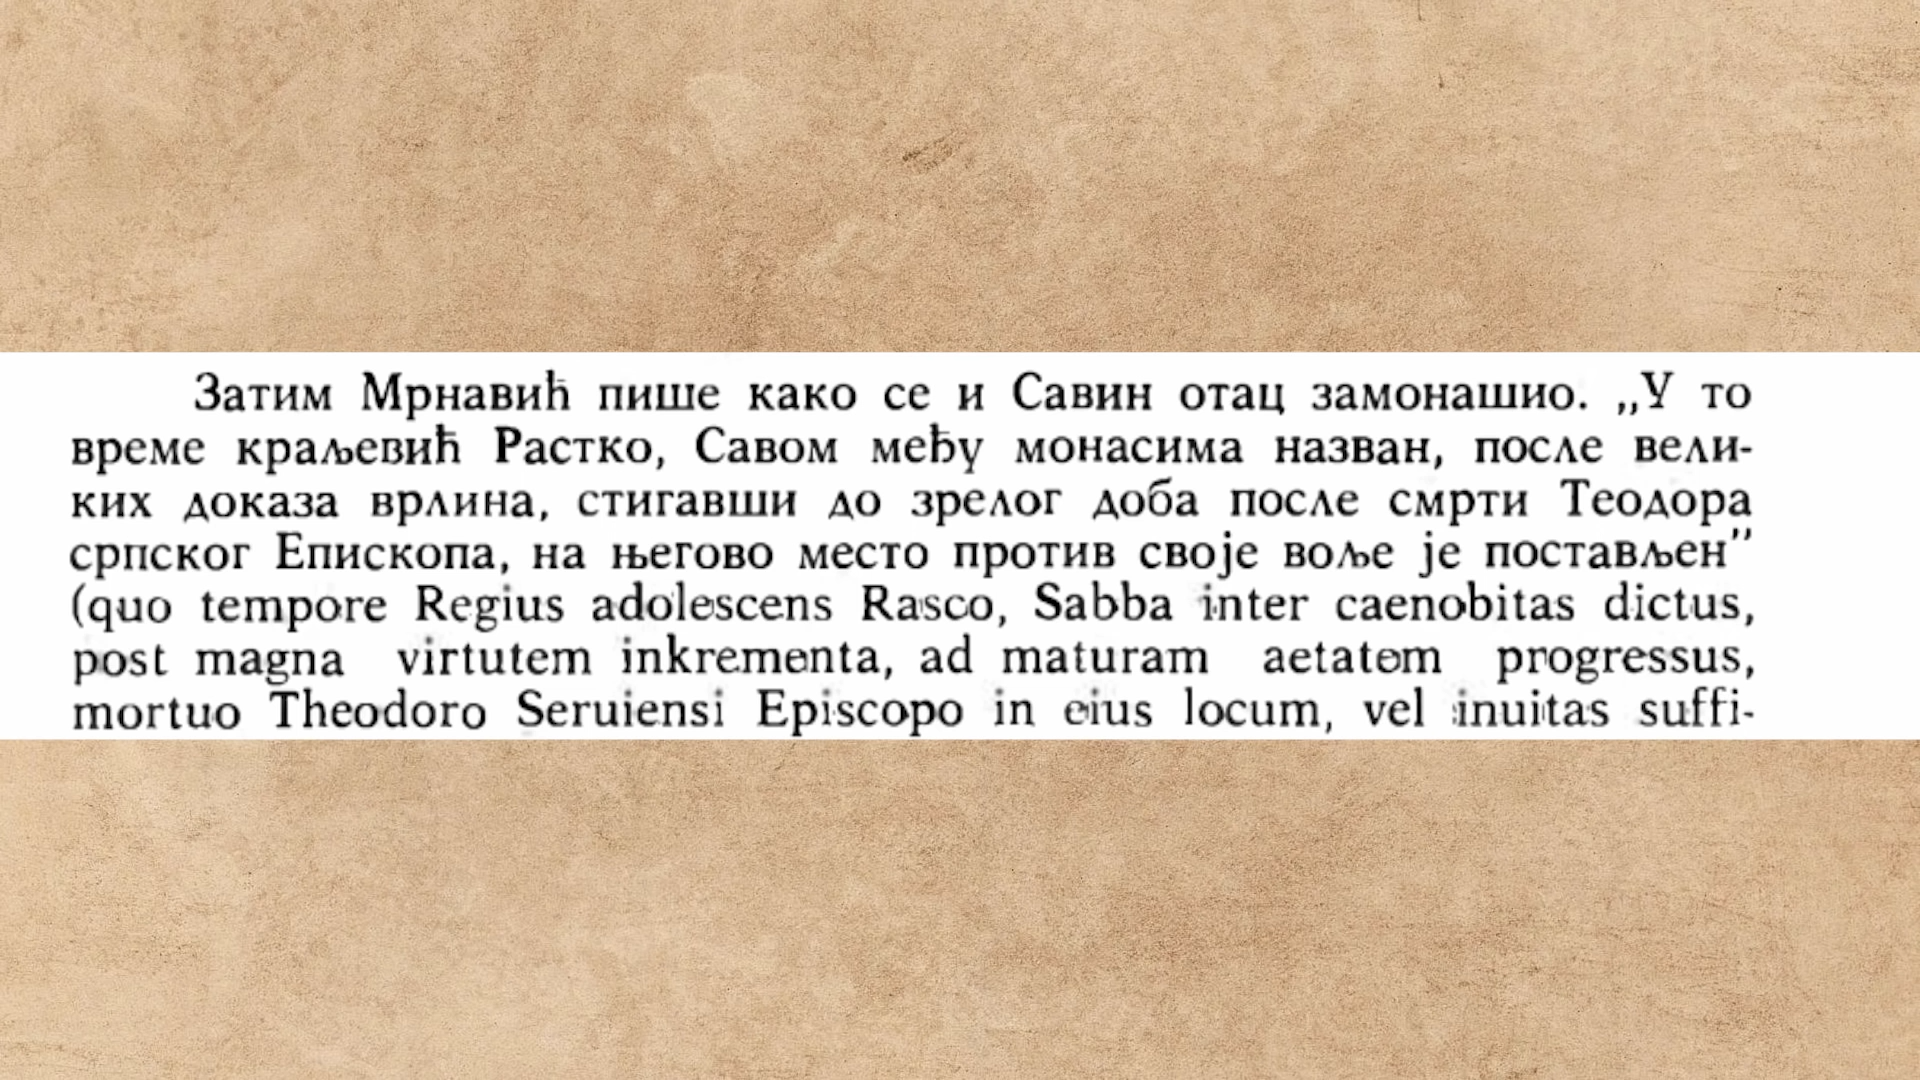 Затим Мрнавић пише како се и Савин отац замонашио. „У то
време краљевић Растко, Савом међу монасима назван, после вели-
ких доказа врлина, стигавши до зрелог доба после смрти Теодора
српског Епископа, на његово место против своје воље је постављен”
(quo tempore Regius adolescens Rasco, Sabba inter caenobitas dictus,
post magna virtutem inkrementa, ad maturam aetatem progressus,
mortuo Theodoro Seruiensi Episcopo in eius locum, vel inuitas suffi-